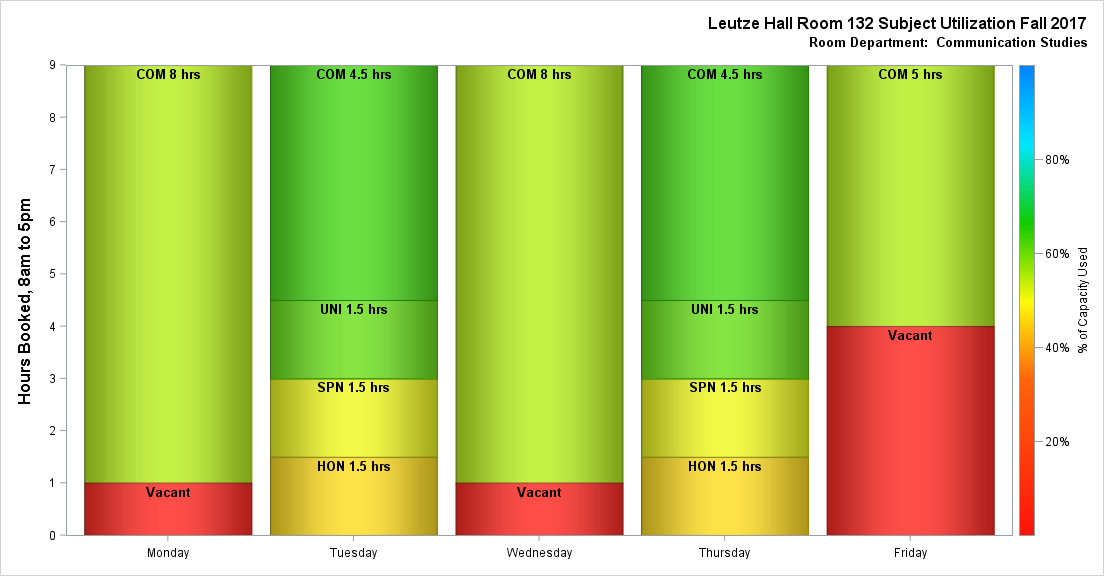 Leutze Hall Room 132 Subject Utilization Fall 2017
Room Department:  Communication Studies
Hours Booked, 8am to 5pm
9
8
7
6
5
4
3
2
1
0
COM 8 hrs
Vacant
COM 4.5 hrs
UNI 1.5 hrs
SPN 1.5 hrs
HON 1.5 hrs
COM 8 hrs
Vacant
COM 4.5 hrs
UNI 1.5 hrs
SPN 1.5 hrs
HON 1.5 hrs
COM 5 hrs
Vacant
Monday
Tuesday
Wednesday
Thursday
Friday
80%
60%
40%
20%
% of Capacity Used